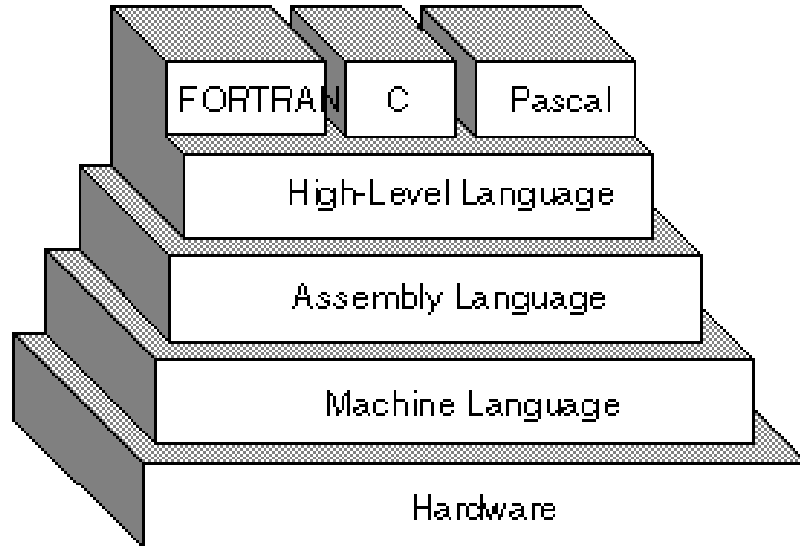 FORTRAN C Pascal
High-Level Language
Assembly Language
Machine Language
Hardware